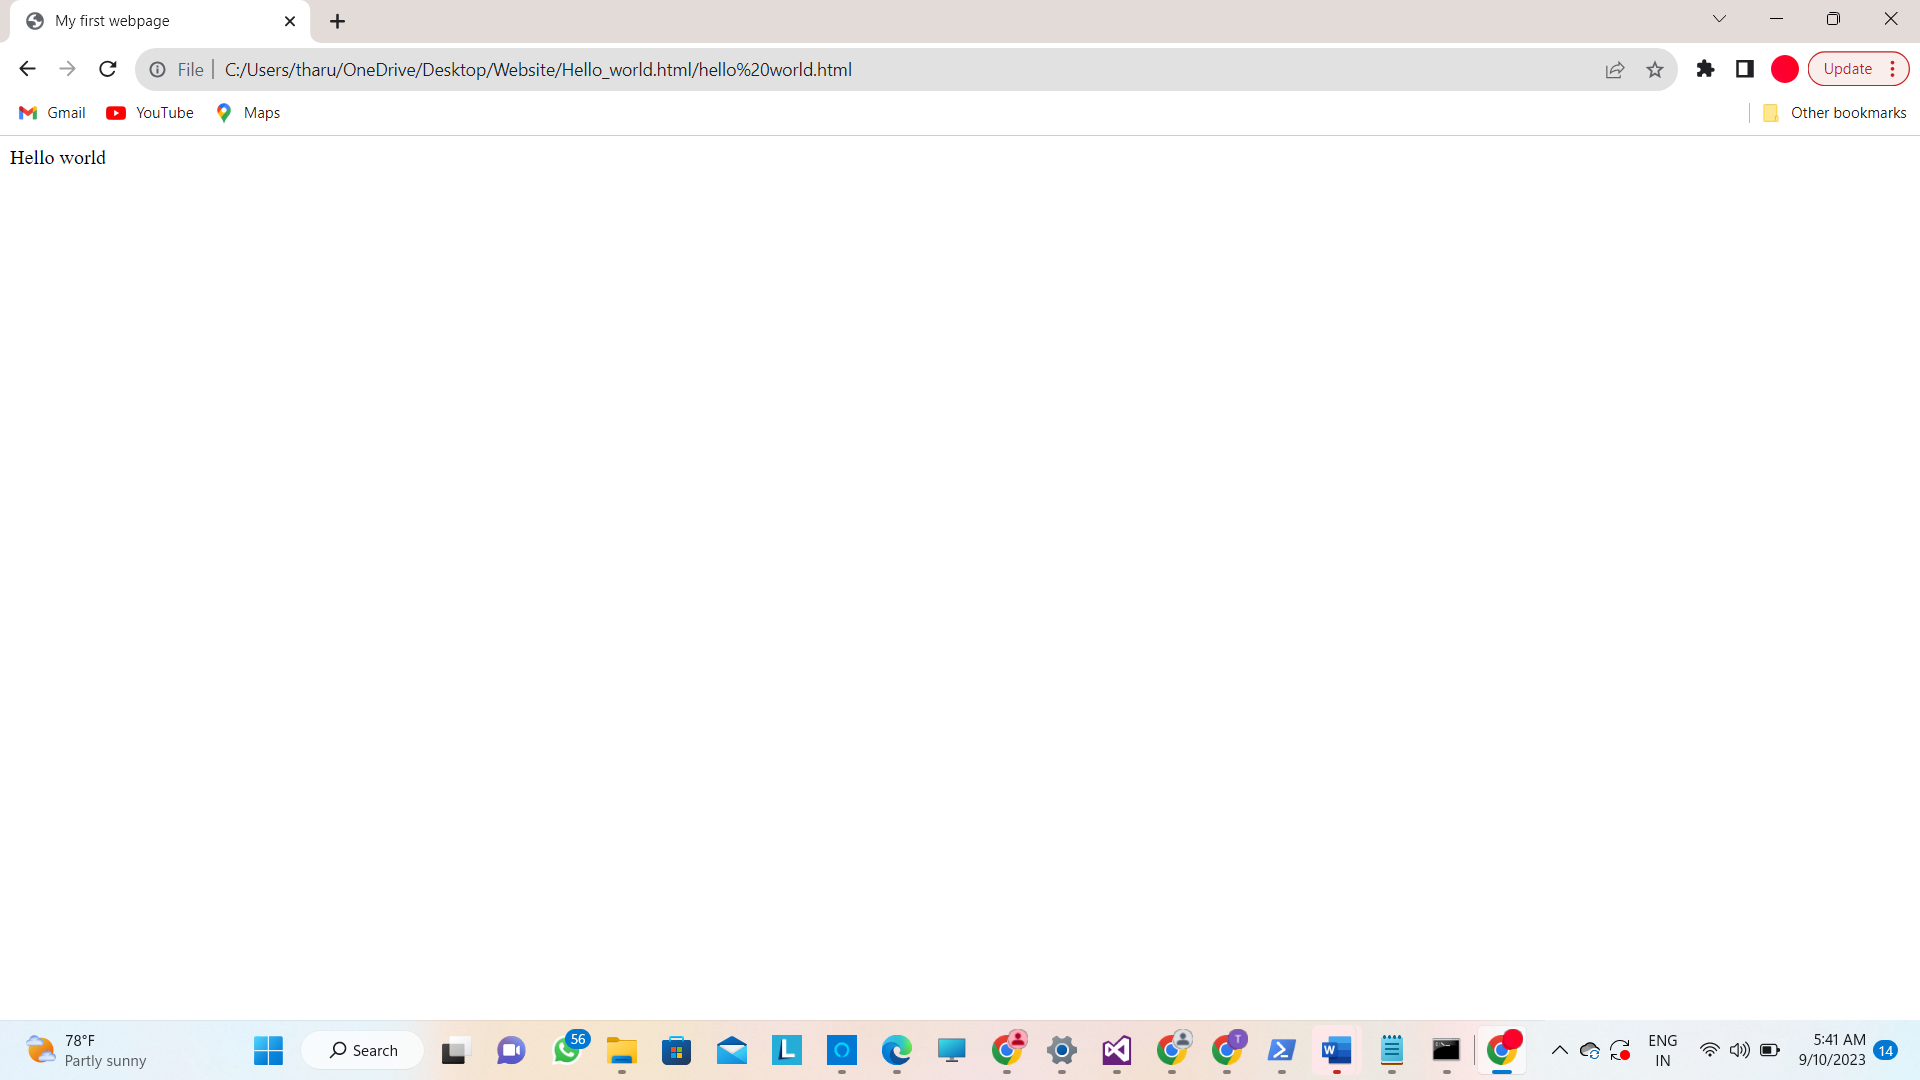 My first webpage
File C:/Users/tharu/OneDrive/Desktop/Website/Hello_world.html/hello%20world.html
Update
Gmail YouTube Maps Other bookmarks
Hello world
78°F
Partly sunny
Search
56
T
ENG
IN
5:41 AM
9/10/2023
14